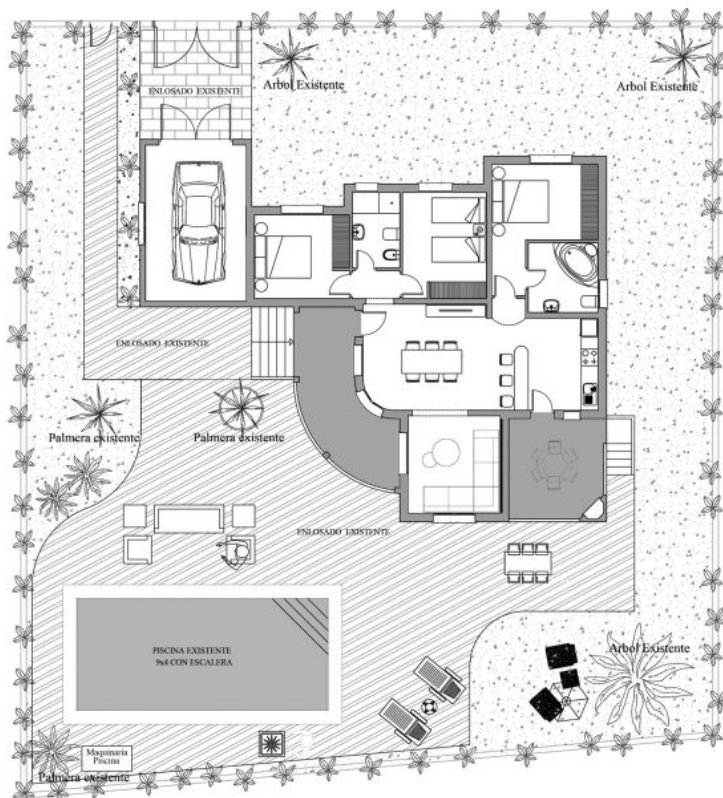 Arbol Existente
Arbol Existente
ENLOSADO EXISTENTE
ENLOSADO EXISTENTE
Palmera existente
Palmera existente
ENLOSADO EXISTENTE
PISCINA EXISTENTE
9x4 CON ESCALERA
Arbol Existente
Maquinaria
Piscina
Palmera existente